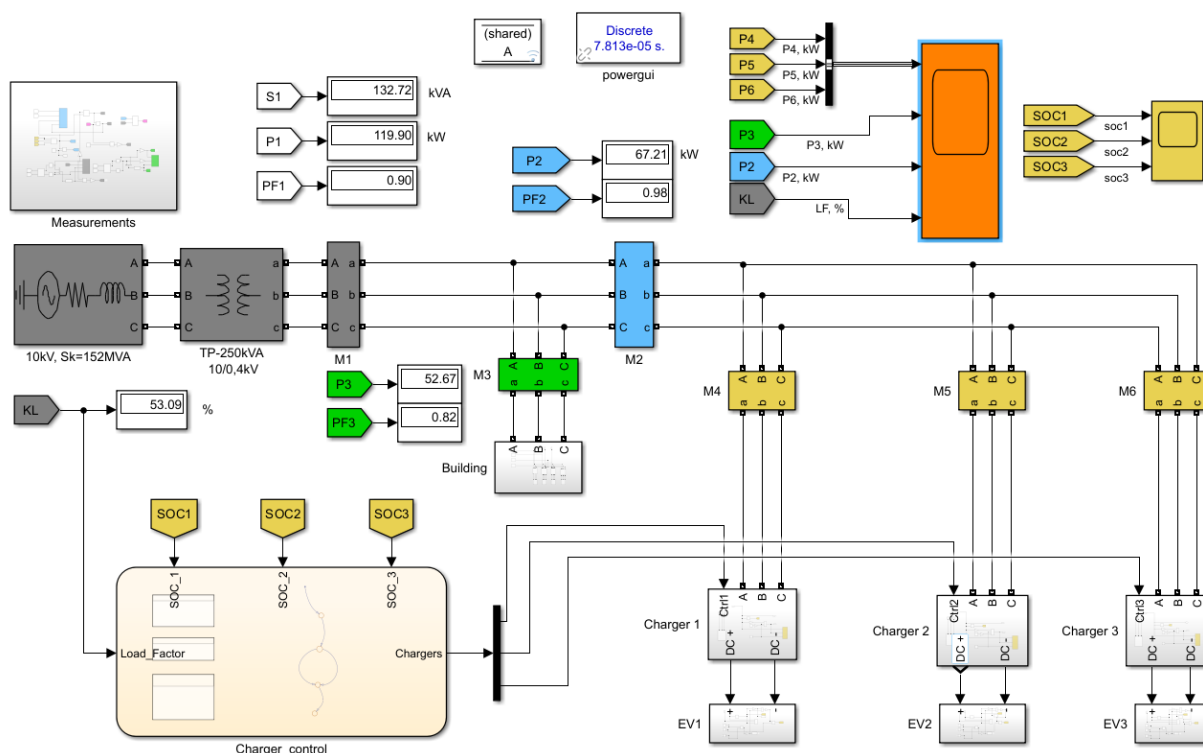 (shared)
A
Discrete
7.813e-05 s.
powergui
P4
P4, kW
P5
P5, kW
P6
P6, kW
P3
P3, kW
P2
P2, kW
KL
LF, %
SOC1
soc1
SOC2
soc2
SOC3
soc3
Measurements
S1
132.72
kVA
P1
119.90
kW
PF1
0.90
P2
67.21
kW
PF2
0.98
A
B
C
10kV, Sk=152MVA
A
B
C
a
b
c
TP-250kVA
10/0,4kV
A
B
C
a
b
c
M1
A
B
C
a
b
c
M2
P3
52.67
PF3
0.82
M3
A
B
C
a
b
c
A
B
C
Building
M4
A
B
C
a
b
c
M5
A
B
C
a
b
c
M6
A
B
C
a
b
c
KL
53.09
%
SOC1
SOC2
SOC3
SOC_1
SOC_2
SOC_3
Load_Factor
Chargers
Charger_control
Charger 1
Ctrl1
A
B
C
DC +
DC -
EV1
+
-
Charger 2
Ctrl2
A
B
C
DC +
DC -
EV2
+
-
Charger 3
Ctrl3
A
B
C
DC +
DC -
EV3
+
-